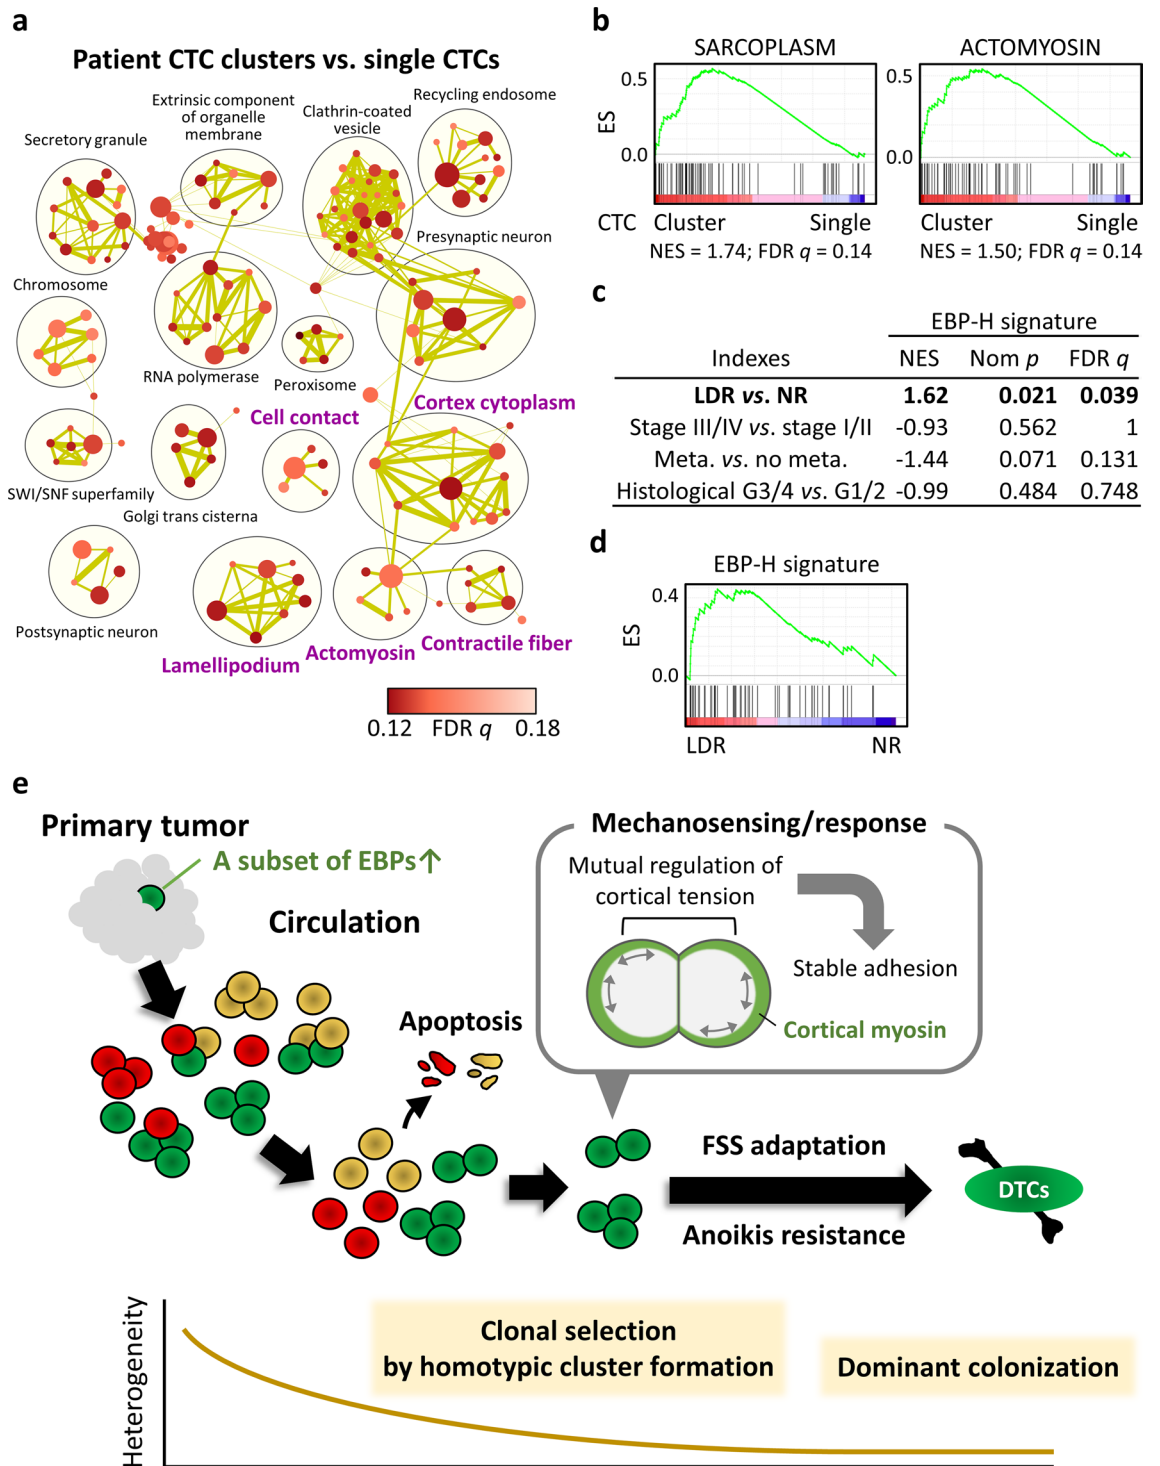 a
Patient CTC clusters vs. single CTCs
Secretory granule
Extrinsic component
of organelle
membrane
Clathrin-coated
vesicle
Recycling endosome
Presynaptic neuron
Chromosome
RNA polymerase
Peroxisome
Cell contact
Cortex cytoplasm
SWI/SNF superfamily
Golgi trans cisterna
Postsynaptic neuron
Lamellipodium
Actomyosin
Contractile fiber
0.12 FDR q 0.18
b
SARCOPLASM
0.5
ES
0.0
CTC Cluster Single
NES = 1.74; FDR q = 0.14
ACTOMYOSIN
0.5
0.0
Cluster Single
NES = 1.50; FDR q = 0.14
c
EBP-H signature
Indexes NES Nom p FDR q
LDR vs. NR 1.62 0.021 0.039
Stage III/IV vs. stage I/II -0.93 0.562 1
Meta. vs. no meta. -1.44 0.071 0.131
Histological G3/4 vs. G1/2 -0.99 0.484 0.748
d
EBP-H signature
0.4
ES
0.0
LDR NR
e
Primary tumor
A subset of EBPs↑
Circulation
Apoptosis
Mechanosensing/response
Mutual regulation of
cortical tension
Stable adhesion
Cortical myosin
FSS adaptation
Anoikis resistance
DTCs
Heterogeneity
Clonal selection
by homotypic cluster formation
Dominant colonization